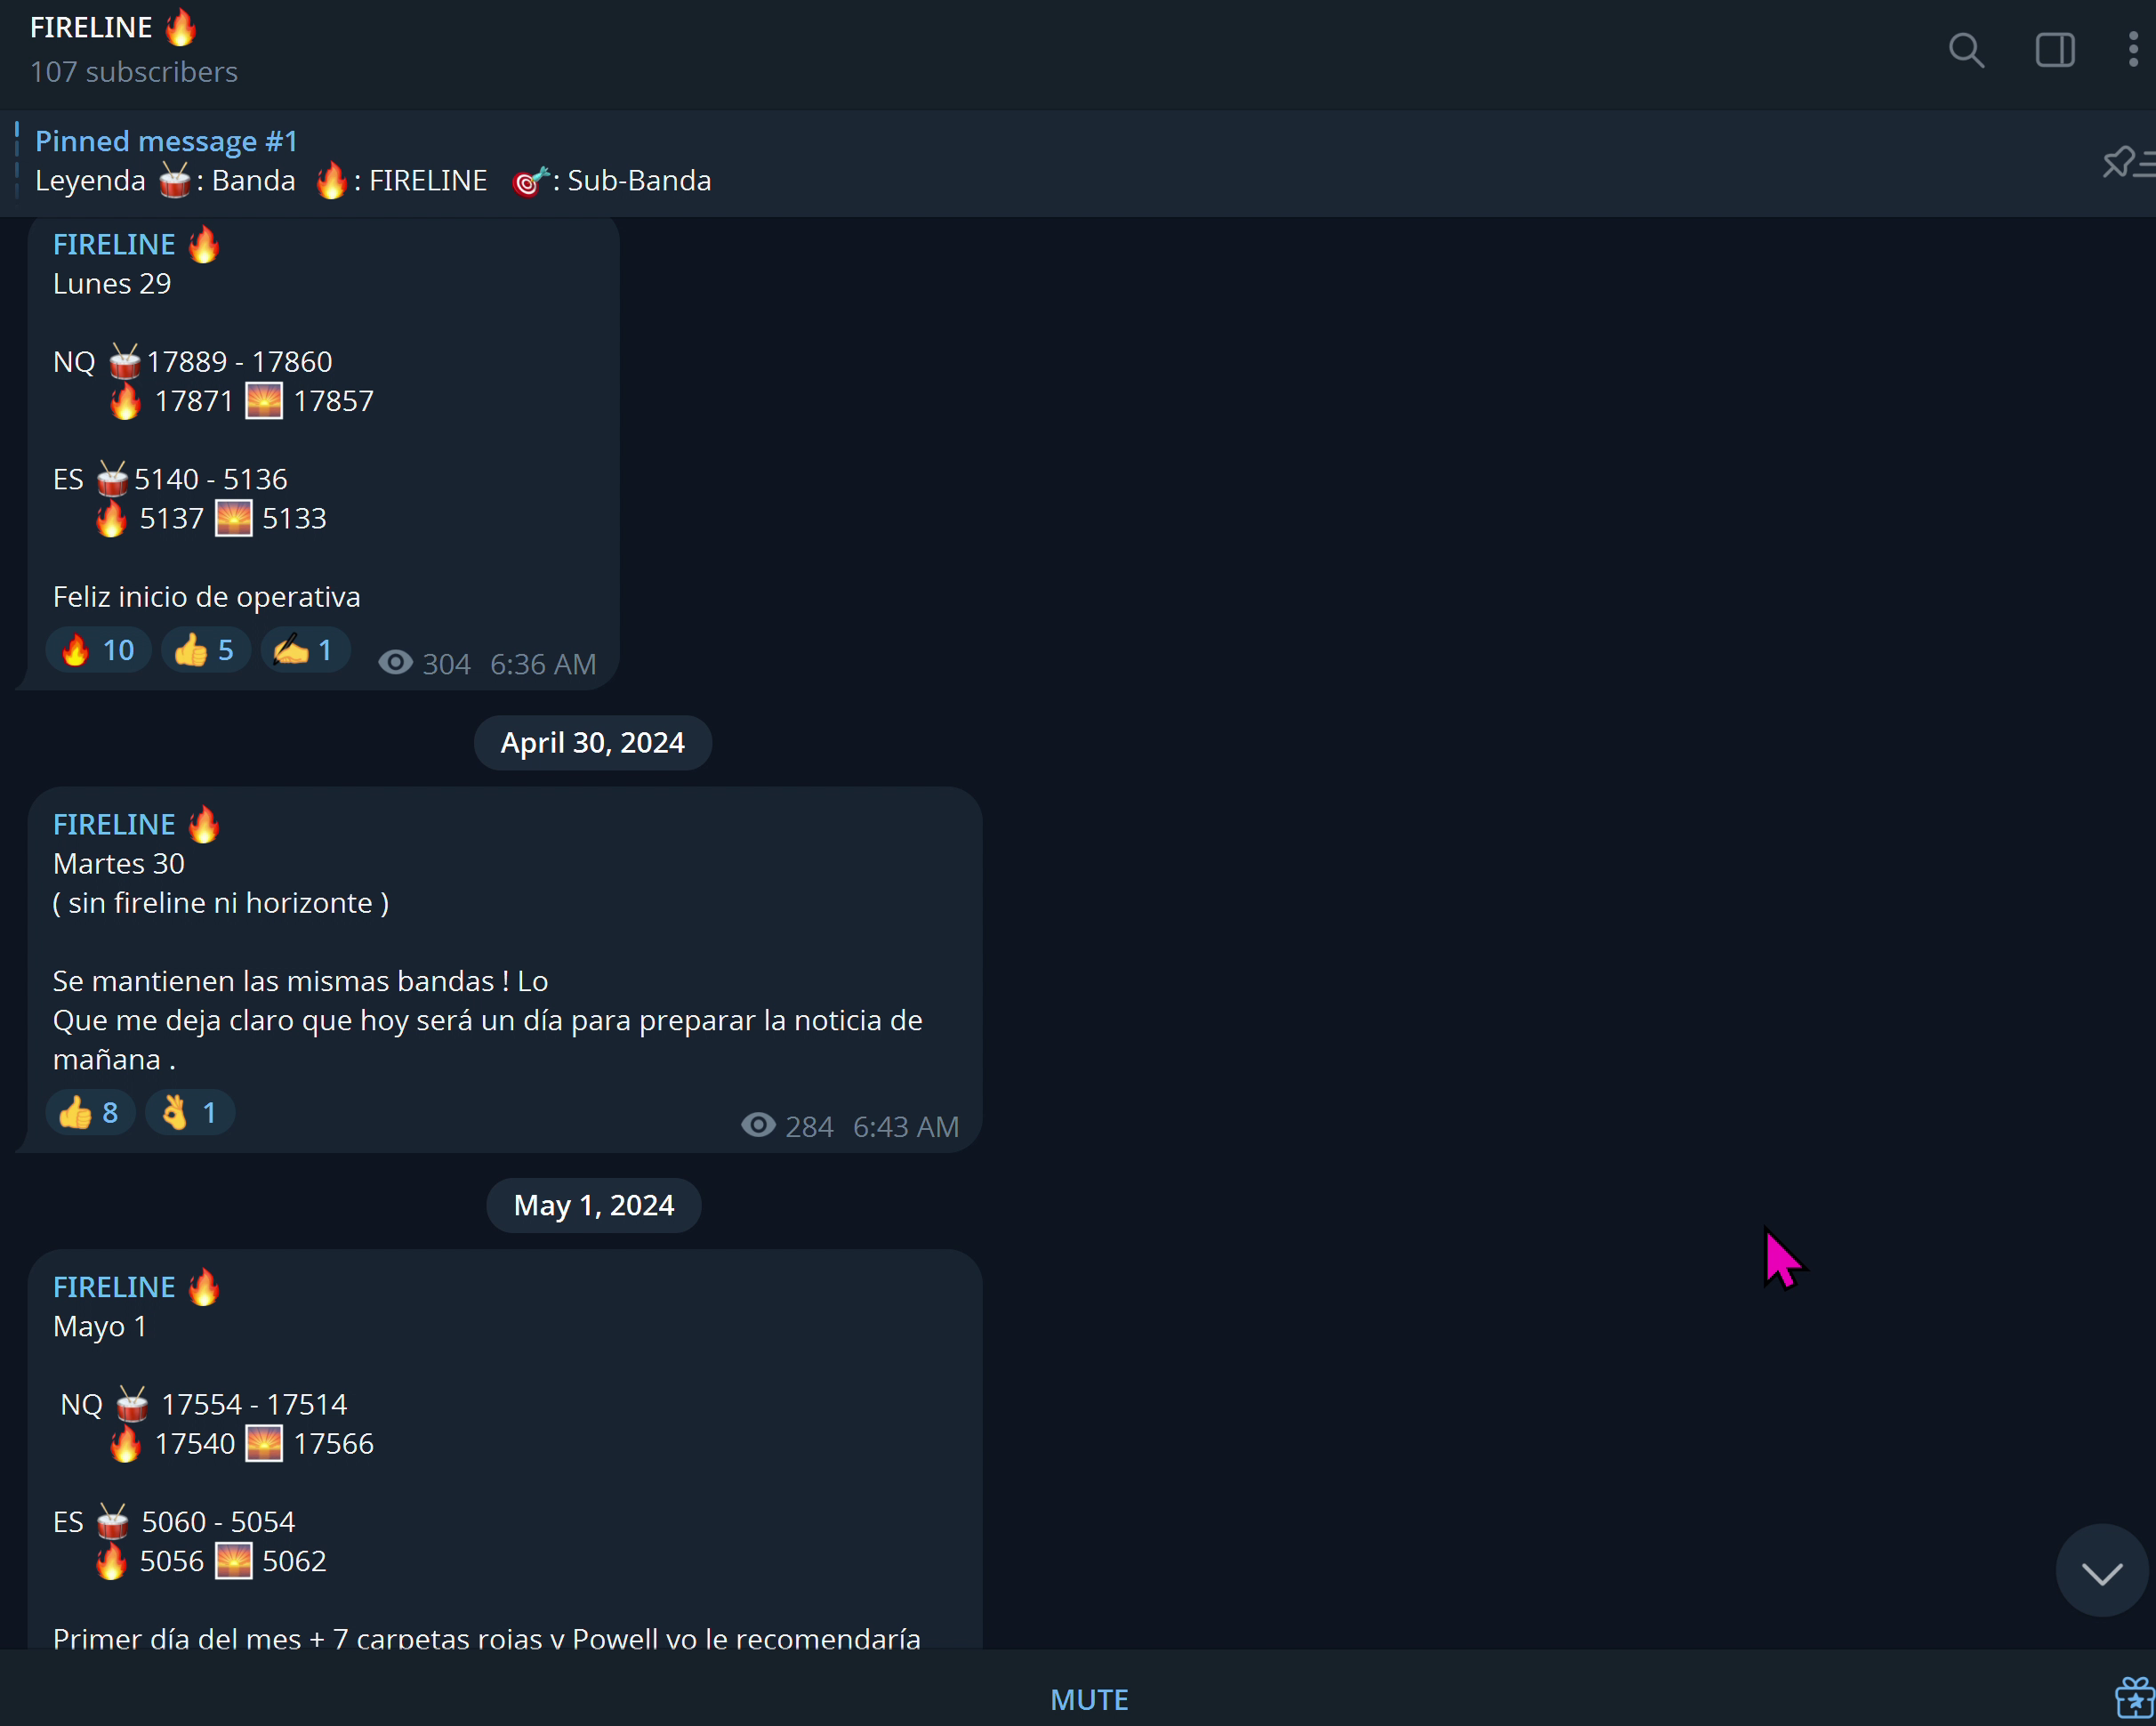 FIRELINE 🔥
107 subscribers
Pinned message #1
Leyenda 🥁: Banda 🔥: FIRELINE 🎯: Sub-Banda
FIRELINE 🔥
Lunes 29
NQ 🥁17889 - 17860
🔥 17871 🌅 17857
ES 🥁5140 - 5136
🔥 5137 🌅 5133
Feliz inicio de operativa
🔥 10 👍 5 ✍️ 1 304 6:36 AM
April 30, 2024
FIRELINE 🔥
Martes 30
( sin fireline ni horizonte )
Se mantienen las mismas bandas ! Lo
Que me deja claro que hoy será un día para preparar la noticia de
mañana .
👍 8 👌 1 284 6:43 AM
May 1, 2024
FIRELINE 🔥
Mayo 1
NQ 🥁 17554 - 17514
🔥 17540 🌅 17566
ES 🥁 5060 - 5054
🔥 5056 🌅 5062
Primer día del mes + 7 carpetas rojas y Powell yo le recomendaría
MUTE